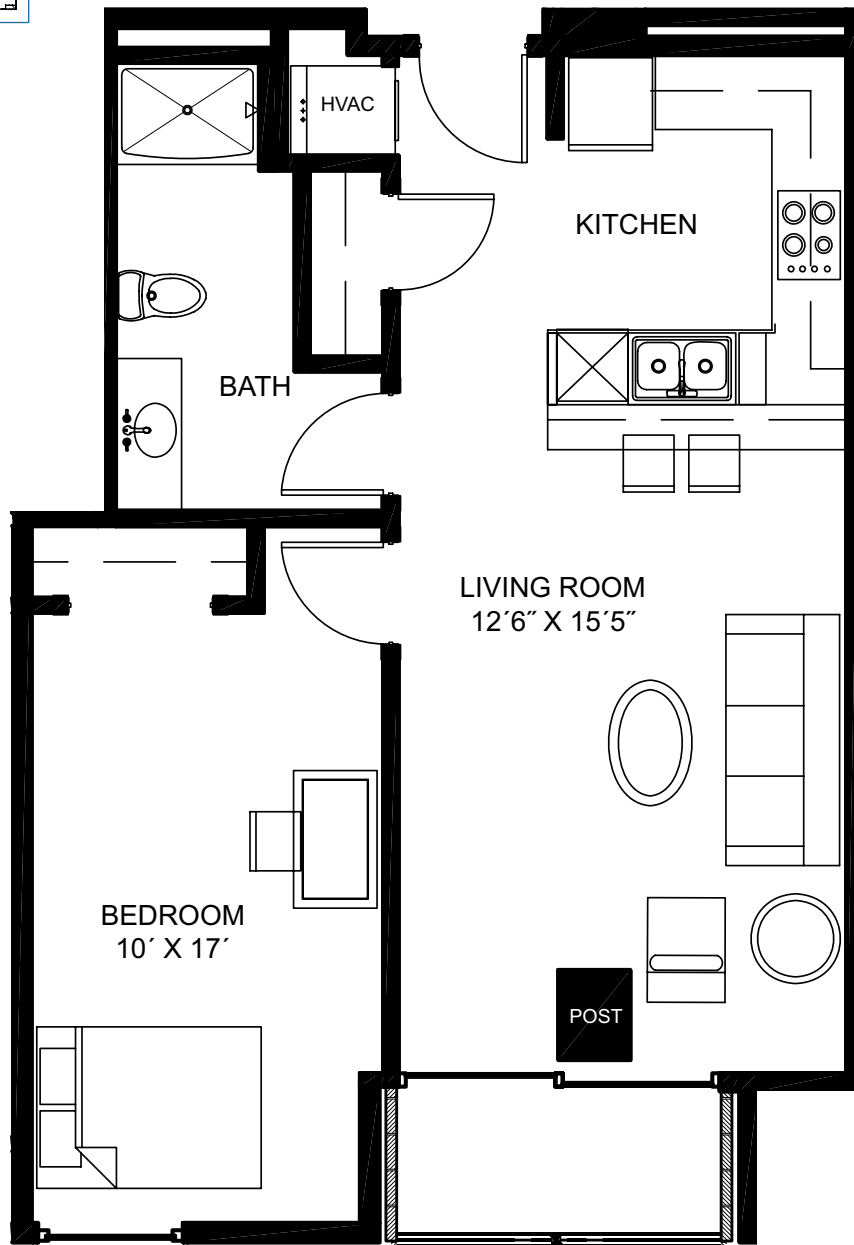 HVAC
KITCHEN
BATH
LIVING ROOM
12´6˝ X 15´5˝
BEDROOM
10´ X 17´
POST